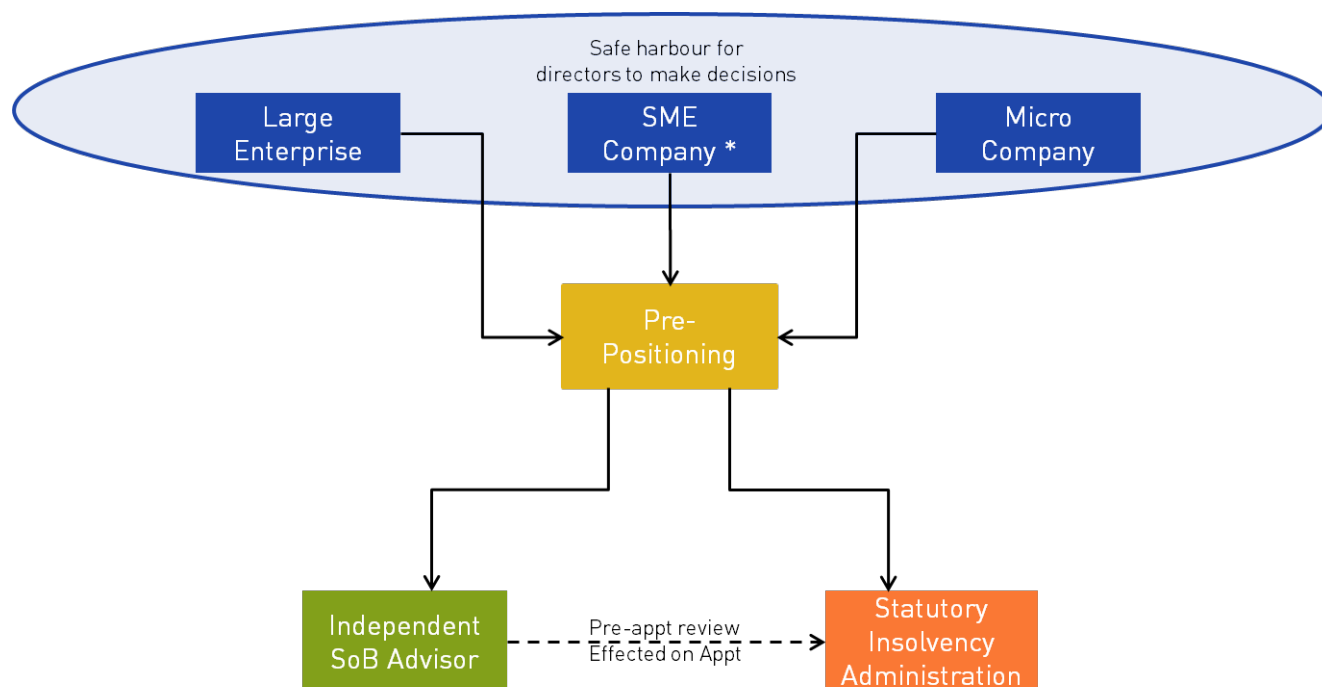 Safe harbour for
directors to make decisions
Large
Enterprise
SME
Company *
Micro
Company
Pre-
Positioning
Independent
SoB Advisor
Pre-appt review
Effected on Appt
Statutory
Insolvency
Administration